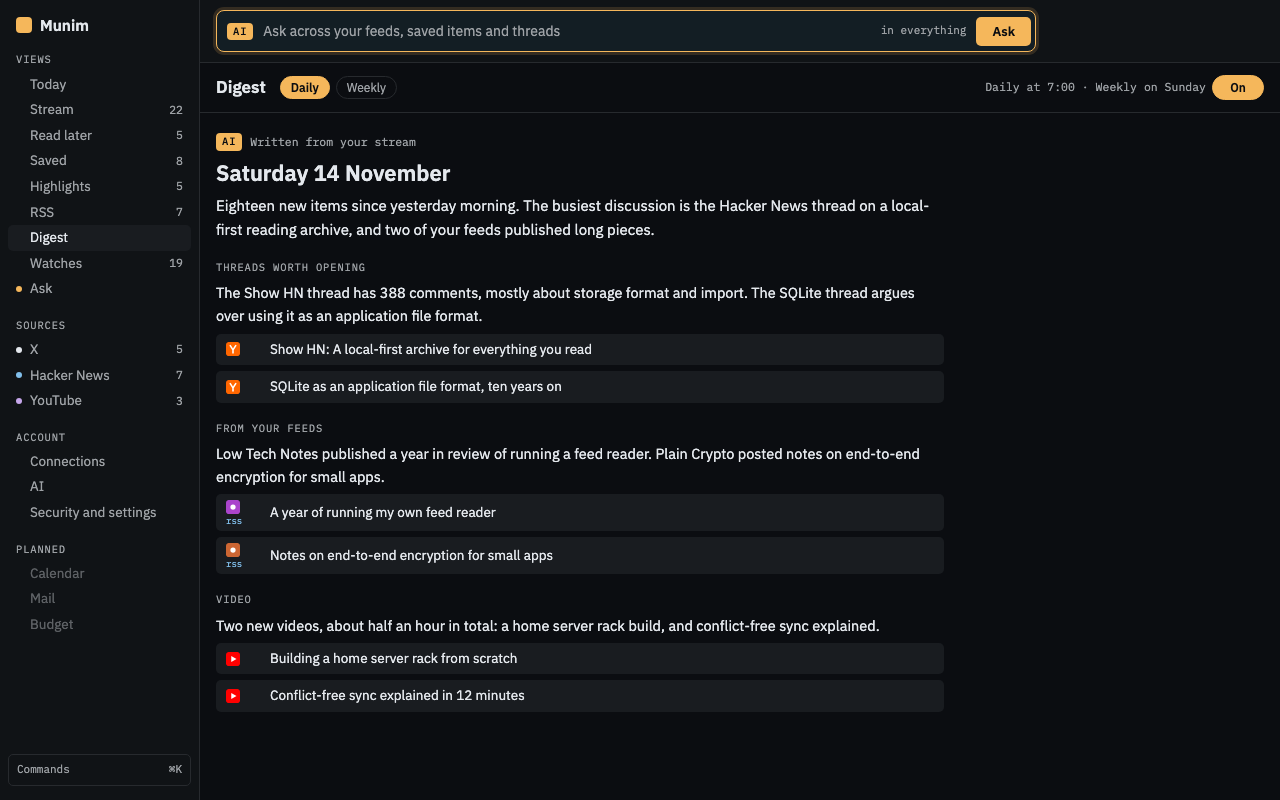 Munim
VIEWS
Today
Stream 22
Read later 5
Saved 8
Highlights 5
RSS 7
Digest
Watches 19
Ask
SOURCES
X 5
Hacker News 7
YouTube 3
ACCOUNT
Connections
AI
Security and settings
PLANNED
Calendar
Mail
Budget
Commands ⌘K
AI Ask across your feeds, saved items and threads in everything Ask
Digest Daily Weekly Daily at 7:00 · Weekly on Sunday On
AI Written from your stream
Saturday 14 November
Eighteen new items since yesterday morning. The busiest discussion is the Hacker News thread on a local-
first reading archive, and two of your feeds published long pieces.
THREADS WORTH OPENING
The Show HN thread has 388 comments, mostly about storage format and import. The SQLite thread argues
over using it as an application file format.
Y Show HN: A local-first archive for everything you read
Y SQLite as an application file format, ten years on
FROM YOUR FEEDS
Low Tech Notes published a year in review of running a feed reader. Plain Crypto posted notes on end-to-end
encryption for small apps.
rss A year of running my own feed reader
rss Notes on end-to-end encryption for small apps
VIDEO
Two new videos, about half an hour in total: a home server rack build, and conflict-free sync explained.
Building a home server rack from scratch
Conflict-free sync explained in 12 minutes